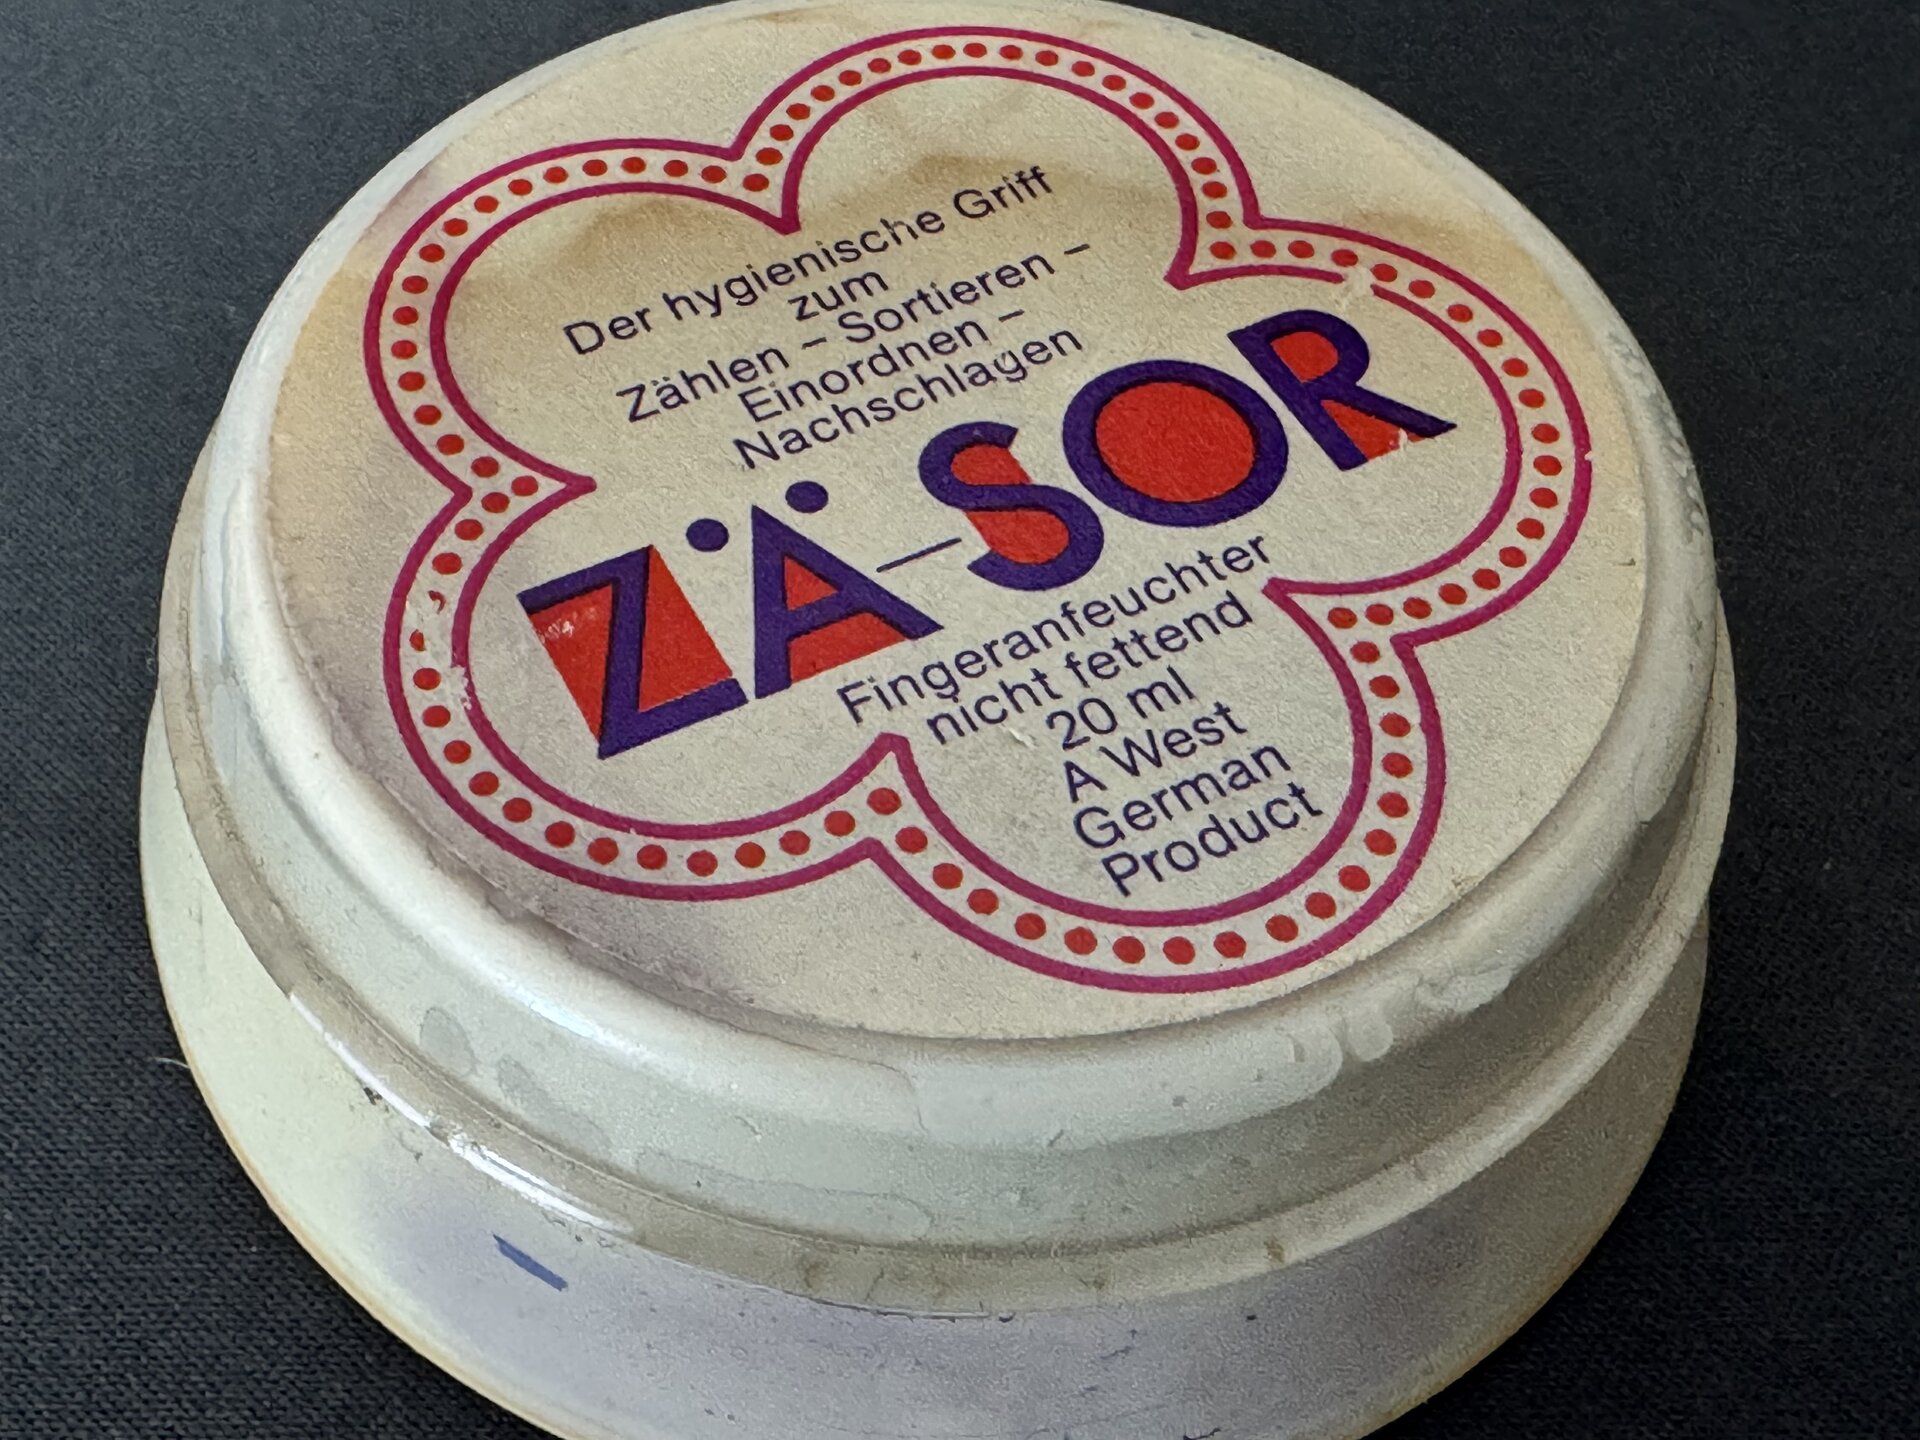 Der hygienische Griff
zum
Zählen – Sortieren –
Einordnen –
Nachschlagen
ZÄ-SOR
Fingeranfeuchter
nicht fettend
20 ml
A West
German
Product